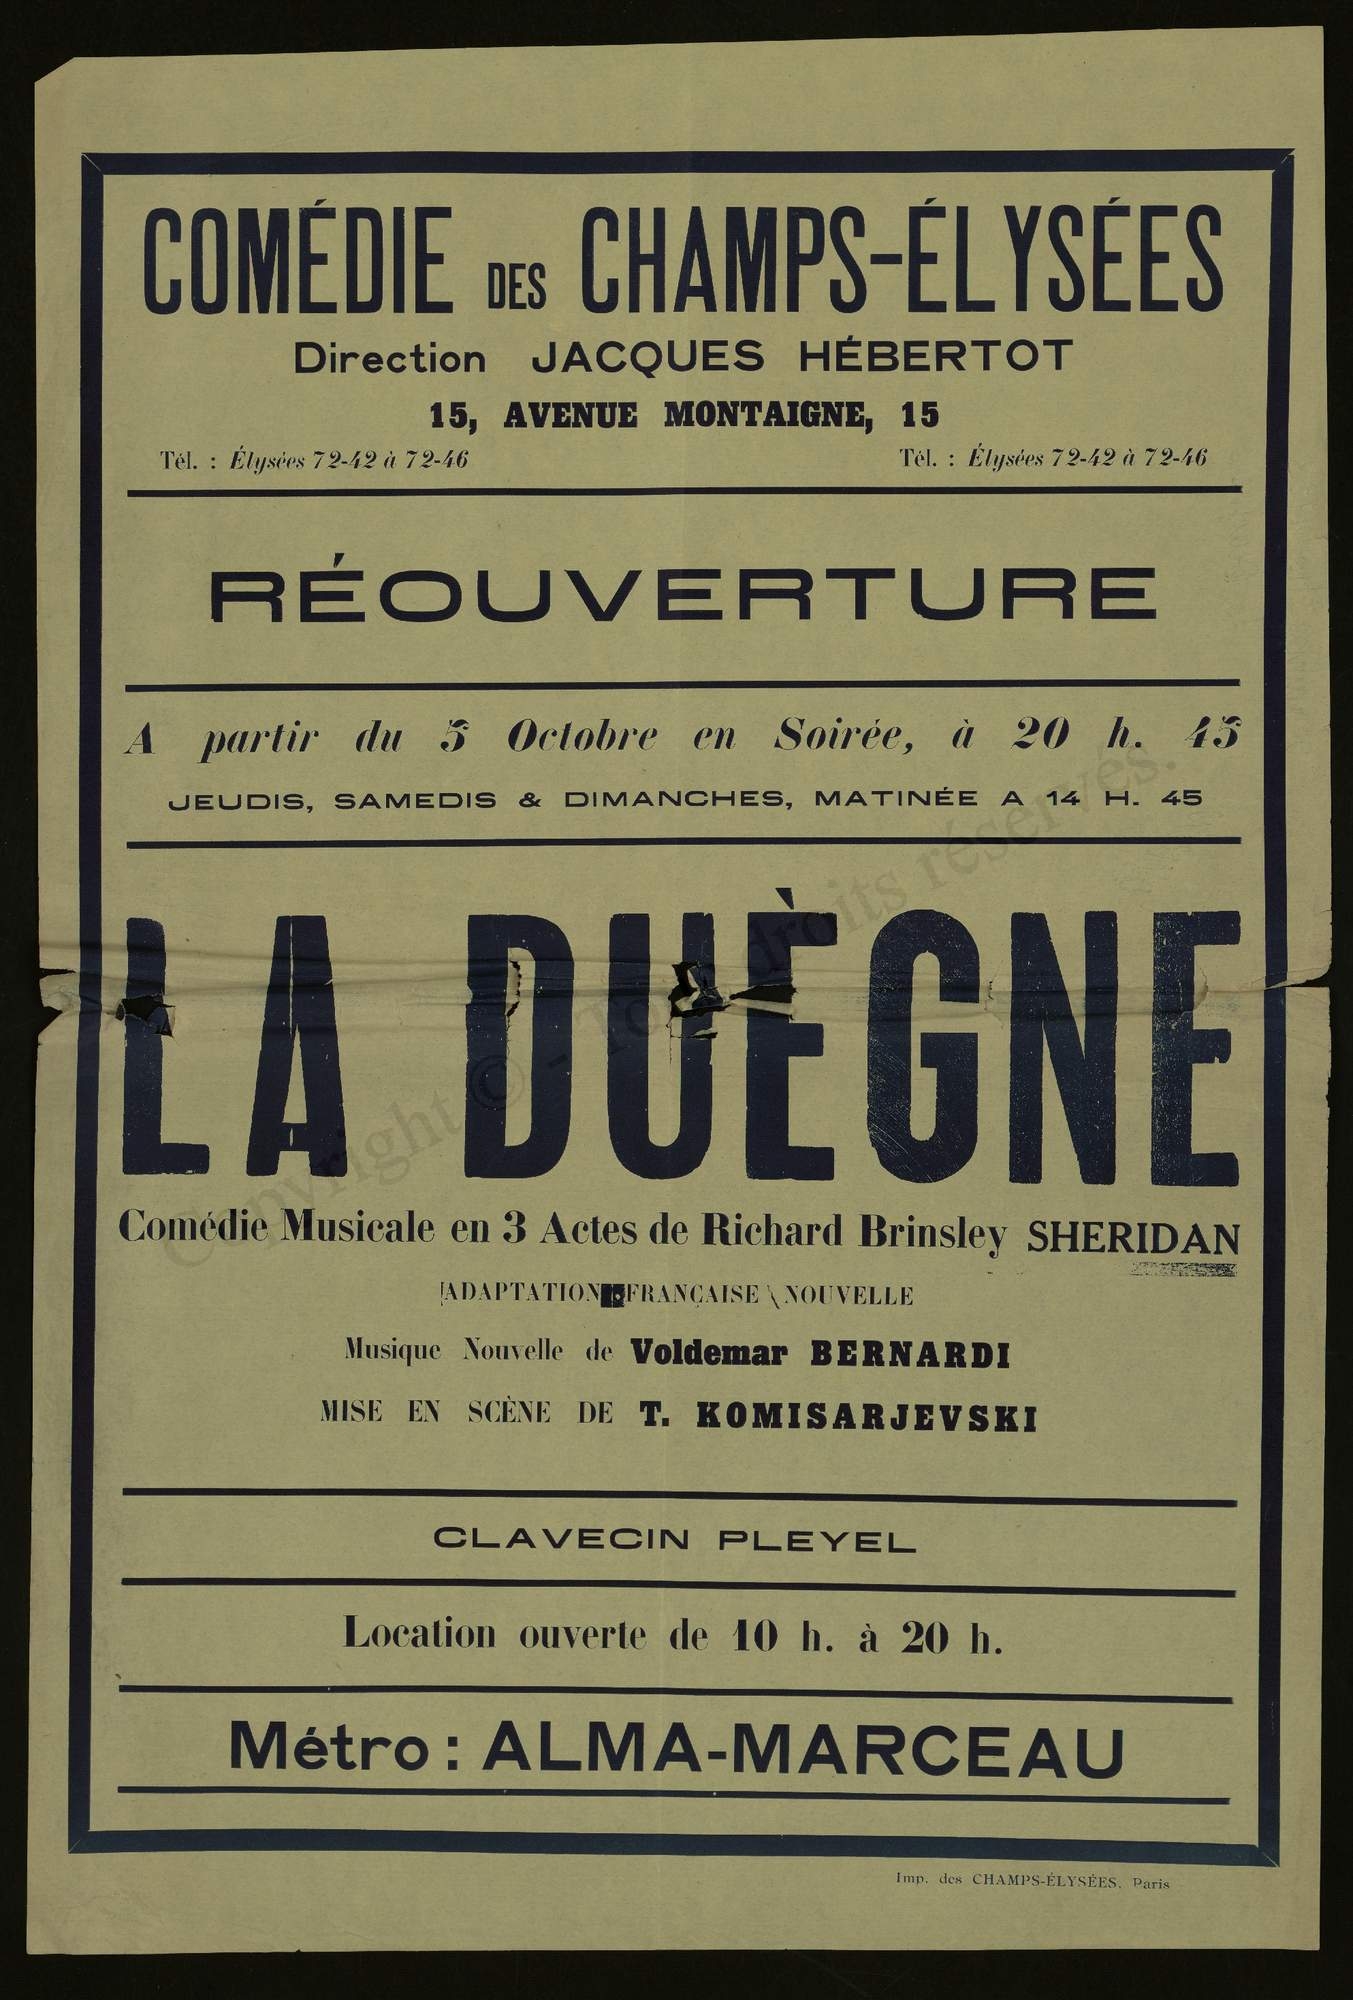 COMÉDIE DES CHAMPS-ÉLYSÉES
Direction JACQUES HÉBERTOT
15, AVENUE MONTAIGNE, 15
Tél. : Élysées 72-42 à 72-46 Tél. : Élysées 72-42 à 72-46
RÉOUVERTURE
A partir du 5 Octobre en Soirée, à 20 h. 45
JEUDIS, SAMEDIS & DIMANCHES, MATINÉE A 14 H. 45
LA DUÈGNE
Comédie Musicale en 3 Actes de Richard Brinsley SHERIDAN
ADAPTATION FRANÇAISE NOUVELLE
Musique Nouvelle de Voldemar BERNARDI
MISE EN SCÈNE DE T. KOMISARJEVSKI
CLAVECIN PLEYEL
Location ouverte de 10 h. à 20 h.
Métro : ALMA-MARCEAU
Imp. des CHAMPS-ÉLYSÉES. Paris
Copyright © - Tous droits réservés.